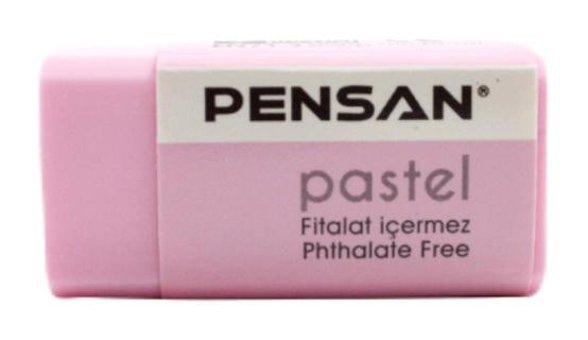 PENSAN®
pastel
Fitalat içermez
Phthalate Free